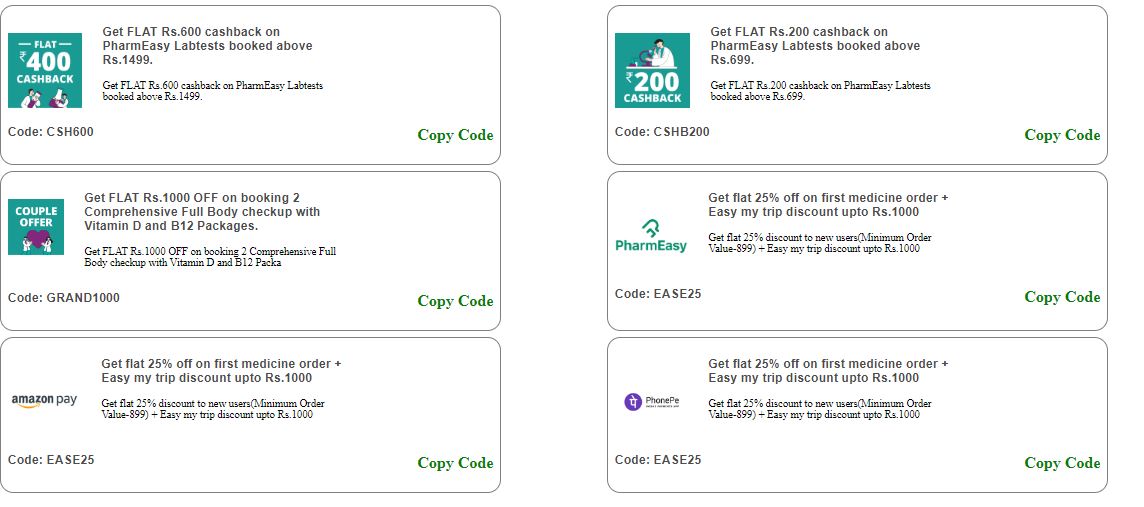 FLAT
₹400
CASHBACK
Get FLAT Rs.600 cashback on
PharmEasy Labtests booked above
Rs.1499.
Get FLAT Rs.600 cashback on PharmEasy Labtests
booked above Rs.1499.
Code: CSH600
Copy Code
₹200
CASHBACK
Get FLAT Rs.200 cashback on
PharmEasy Labtests booked above
Rs.699.
Get FLAT Rs.200 cashback on PharmEasy Labtests
booked above Rs.699.
Code: CSHB200
Copy Code
COUPLE
OFFER
Get FLAT Rs.1000 OFF on booking 2
Comprehensive Full Body checkup with
Vitamin D and B12 Packages.
Get FLAT Rs.1000 OFF on booking 2 Comprehensive Full
Body checkup with Vitamin D and B12 Packa
Code: GRAND1000
Copy Code
PharmEasy
Get flat 25% off on first medicine order +
Easy my trip discount upto Rs.1000
Get flat 25% discount to new users(Minimum Order
Value-899) + Easy my trip discount upto Rs.1000
Code: EASE25
Copy Code
amazon pay
Get flat 25% off on first medicine order +
Easy my trip discount upto Rs.1000
Get flat 25% discount to new users(Minimum Order
Value-899) + Easy my trip discount upto Rs.1000
Code: EASE25
Copy Code
पे PhonePe
Get flat 25% off on first medicine order +
Easy my trip discount upto Rs.1000
Get flat 25% discount to new users(Minimum Order
Value-899) + Easy my trip discount upto Rs.1000
Code: EASE25
Copy Code